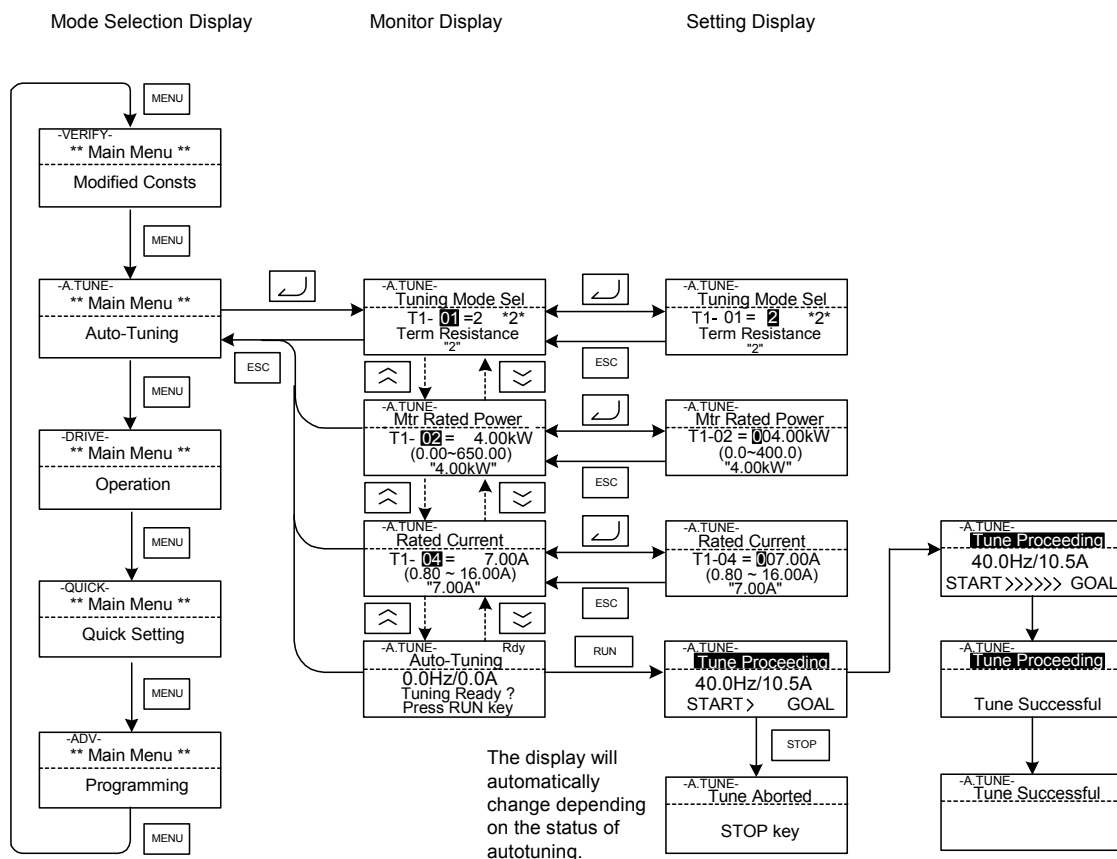 Mode Selection Display
Monitor Display
Setting Display
MENU
-VERIFY-
** Main Menu **
Modified Consts
MENU
-A.TUNE-
** Main Menu **
Auto-Tuning
ESC
MENU
-DRIVE-
** Main Menu **
Operation
MENU
-QUICK-
** Main Menu **
Quick Setting
MENU
-ADV-
** Main Menu **
Programming
MENU
-A.TUNE-
Tuning Mode Sel
T1- 01 =2 *2*
Term Resistance
"2"
-A.TUNE-
Mtr Rated Power
T1- 02 = 4.00kW
(0.00~650.00)
"4.00kW"
-A.TUNE-
Rated Current
T1- 04 = 7.00A
(0.80 ~ 16.00A)
"7.00A"
-A.TUNE- Rdy
Auto-Tuning
0.0Hz/0.0A
Tuning Ready ?
Press RUN key
ESC
ESC
ESC
RUN
-A.TUNE-
Tuning Mode Sel
T1- 01 = 2 *2*
Term Resistance
"2"
-A.TUNE-
Mtr Rated Power
T1-02 = 004.00kW
(0.0~400.0)
"4.00kW"
-A.TUNE-
Rated Current
T1-04 = 007.00A
(0.80 ~ 16.00A)
"7.00A"
-A.TUNE-
Tune Proceeding
40.0Hz/10.5A
START > GOAL
STOP
-A.TUNE-
Tune Aborted
STOP key
-A.TUNE-
Tune Proceeding
40.0Hz/10.5A
START >>>>>> GOAL
-A.TUNE-
Tune Proceeding
Tune Successful
-A.TUNE-
Tune Successful
The display will
automatically
change depending
on the status of
autotuning.